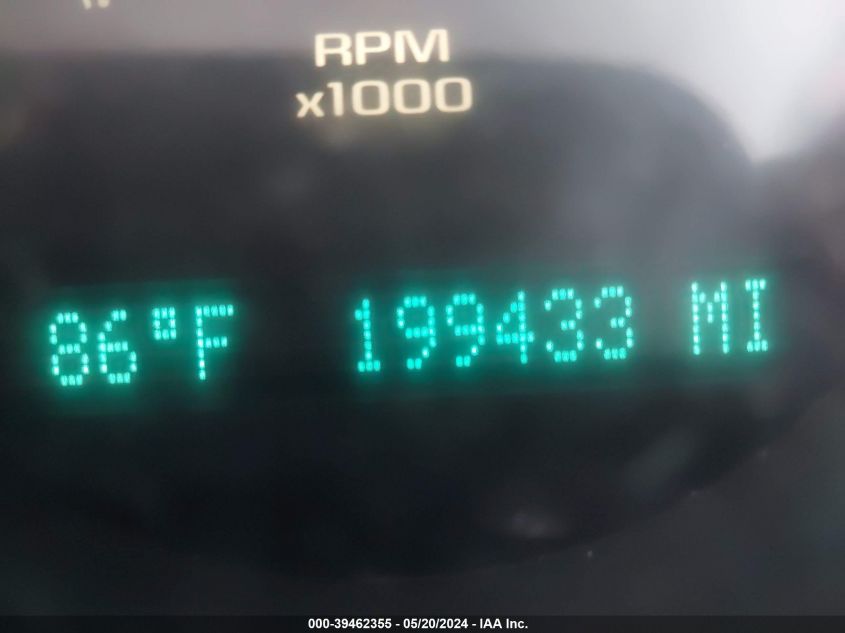 RPM
x1000
86°F 199433 MI
000-39462355 - 05/20/2024 - IAA Inc.